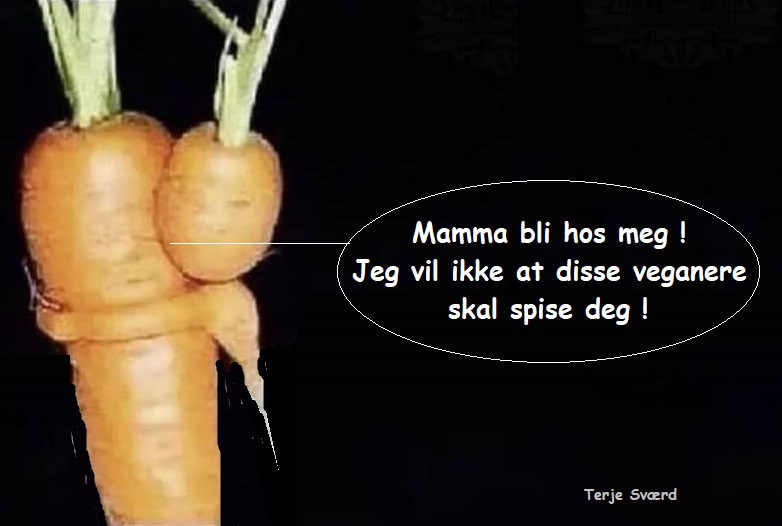 Mamma bli hos meg !
Jeg vil ikke at disse veganere
skal spise deg !
Terje Sværd